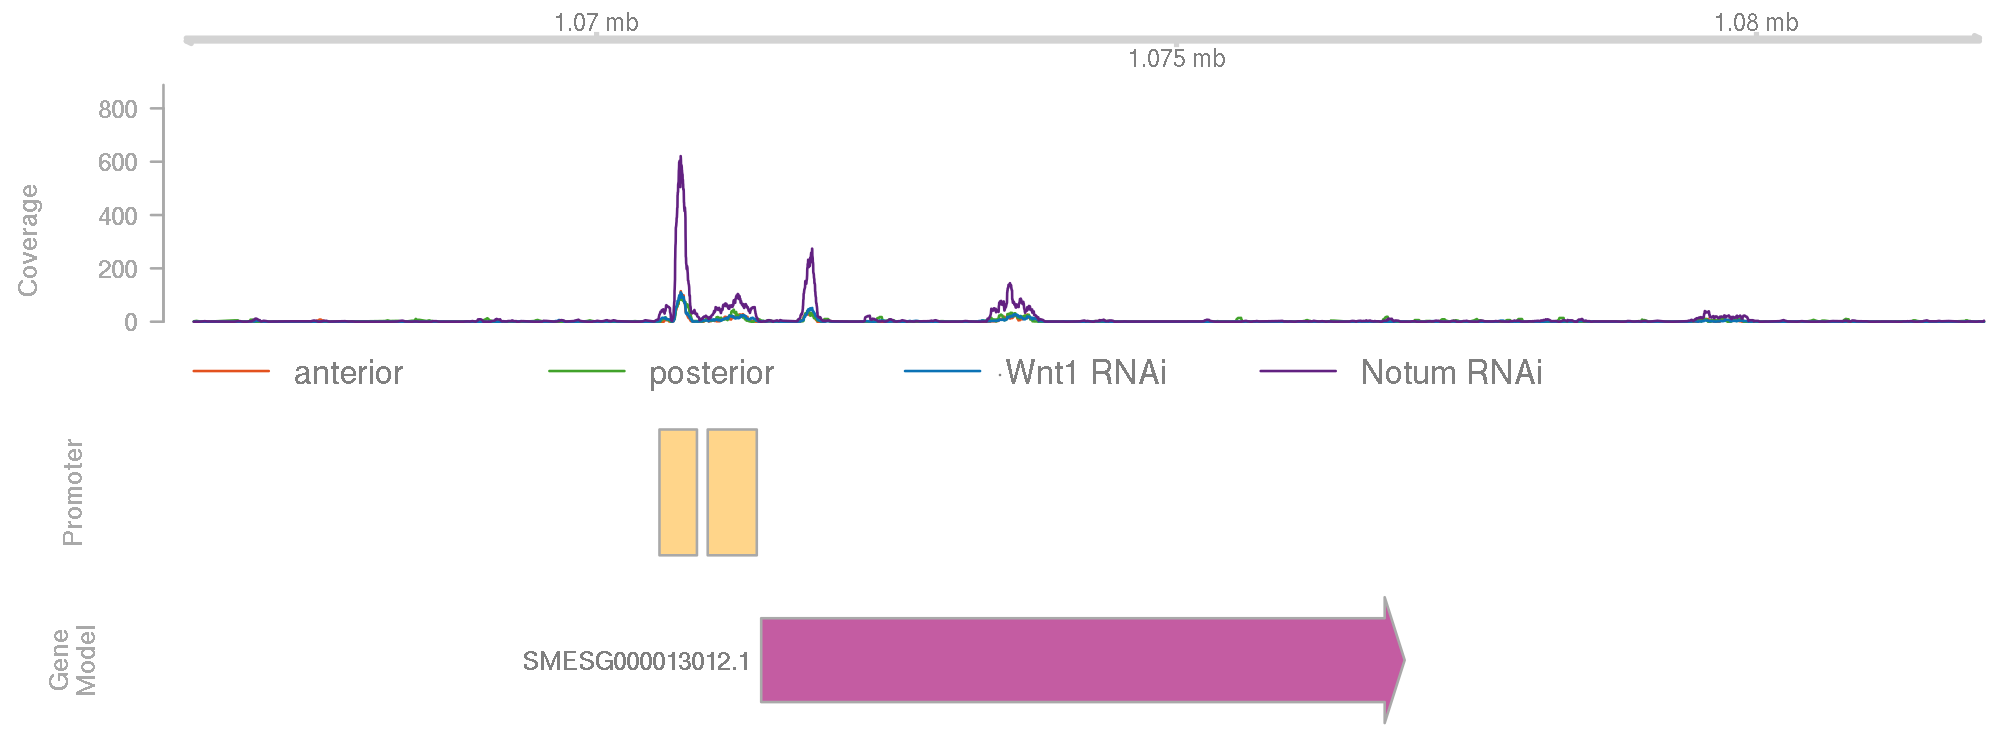 1.07 mb
1.08 mb
1.075 mb
Coverage
800
600
400
200
0
anterior
posterior
Wnt1 RNAi
Notum RNAi
Promoter
Gene
Model
SMESG000013012.1